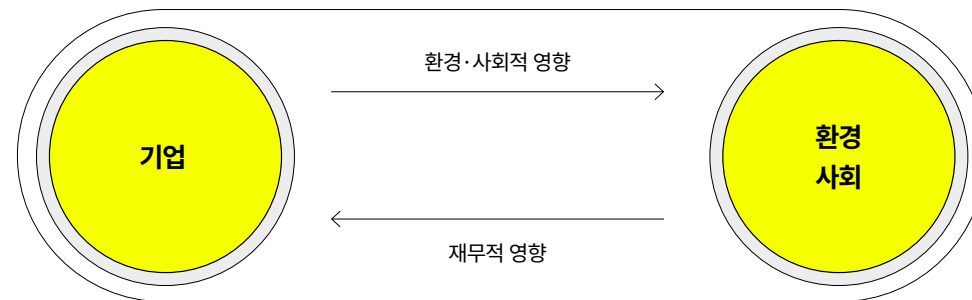 환경·사회적 영향
기업
환경
사회
재무적 영향